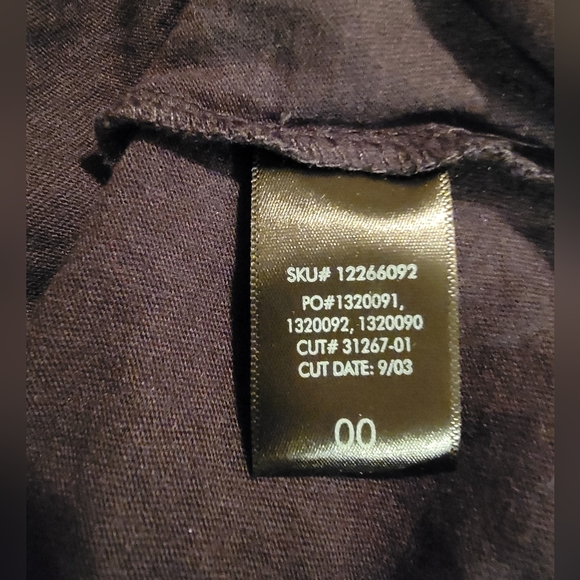 SKU# 12266092
PO#1320091,
1320092, 1320090
CUT# 31267-01
CUT DATE: 9/03
00